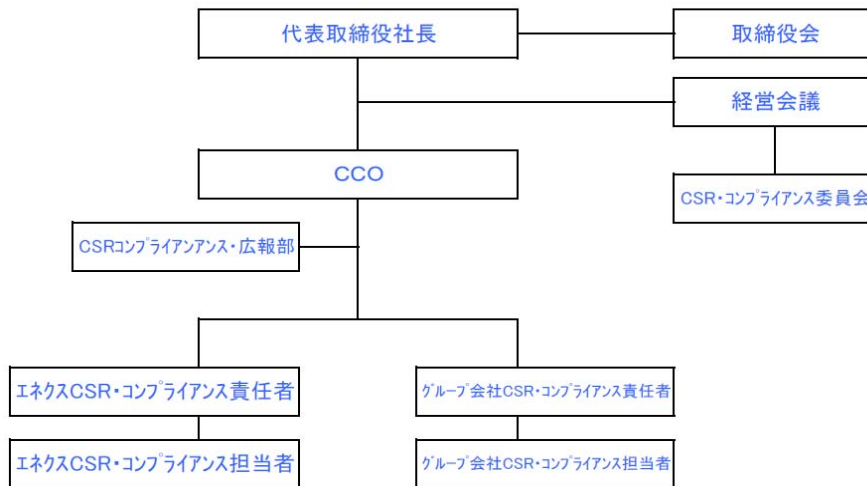 代表取締役社長
取締役会
経営会議
CCO
CSR・ｺﾝﾌﾟﾗｲｱﾝｽ委員会
CSRｺﾝﾌﾟﾗｲｱﾝｱﾝｽ・広報部
ｴﾈｸｽCSR・ｺﾝﾌﾟﾗｲｱﾝｽ責任者
ｸﾞﾙｰﾌﾟ会社CSR・ｺﾝﾌﾟﾗｲｱﾝｽ責任者
ｴﾈｸｽCSR・ｺﾝﾌﾟﾗｲｱﾝｽ担当者
ｸﾞﾙｰﾌﾟ会社CSR・ｺﾝﾌﾟﾗｲｱﾝｽ担当者